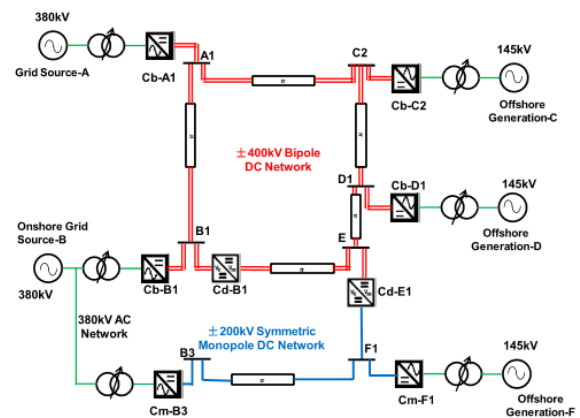 380kV
Grid Source-A
Cb-A1
A1
C2
Cb-C2
145kV
Offshore
Generation-C
±400kV Bipole
DC Network
D1
Cb-D1
145kV
Offshore
Generation-D
Onshore Grid
Source-B
380kV
Cb-B1
B1
Cd-B1
E
Cd-E1
380kV AC
Network
±200kV Symmetric
Monopole DC Network
B3
Cm-B3
F1
Cm-F1
145kV
Offshore
Generation-F